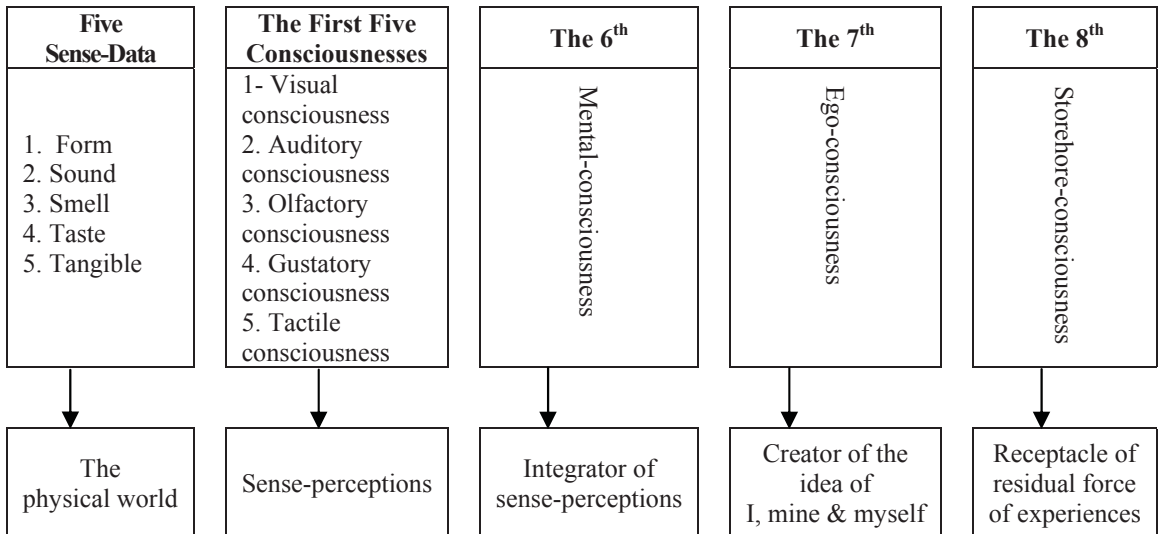 Five
Sense-Data
1. Form
2. Sound
3. Smell
4. Taste
5. Tangible
The
physical world
The First Five
Consciousnesses
1- Visual
consciousness
2. Auditory
consciousness
3. Olfactory
consciousness
4. Gustatory
consciousness
5. Tactile
consciousness
Sense-perceptions
The 6th
Mental-consciousness
Integrator of
sense-perceptions
The 7th
Ego-consciousness
Creator of the
idea of
I, mine & myself
The 8th
Storehore-consciousness
Receptacle of
residual force
of experiences